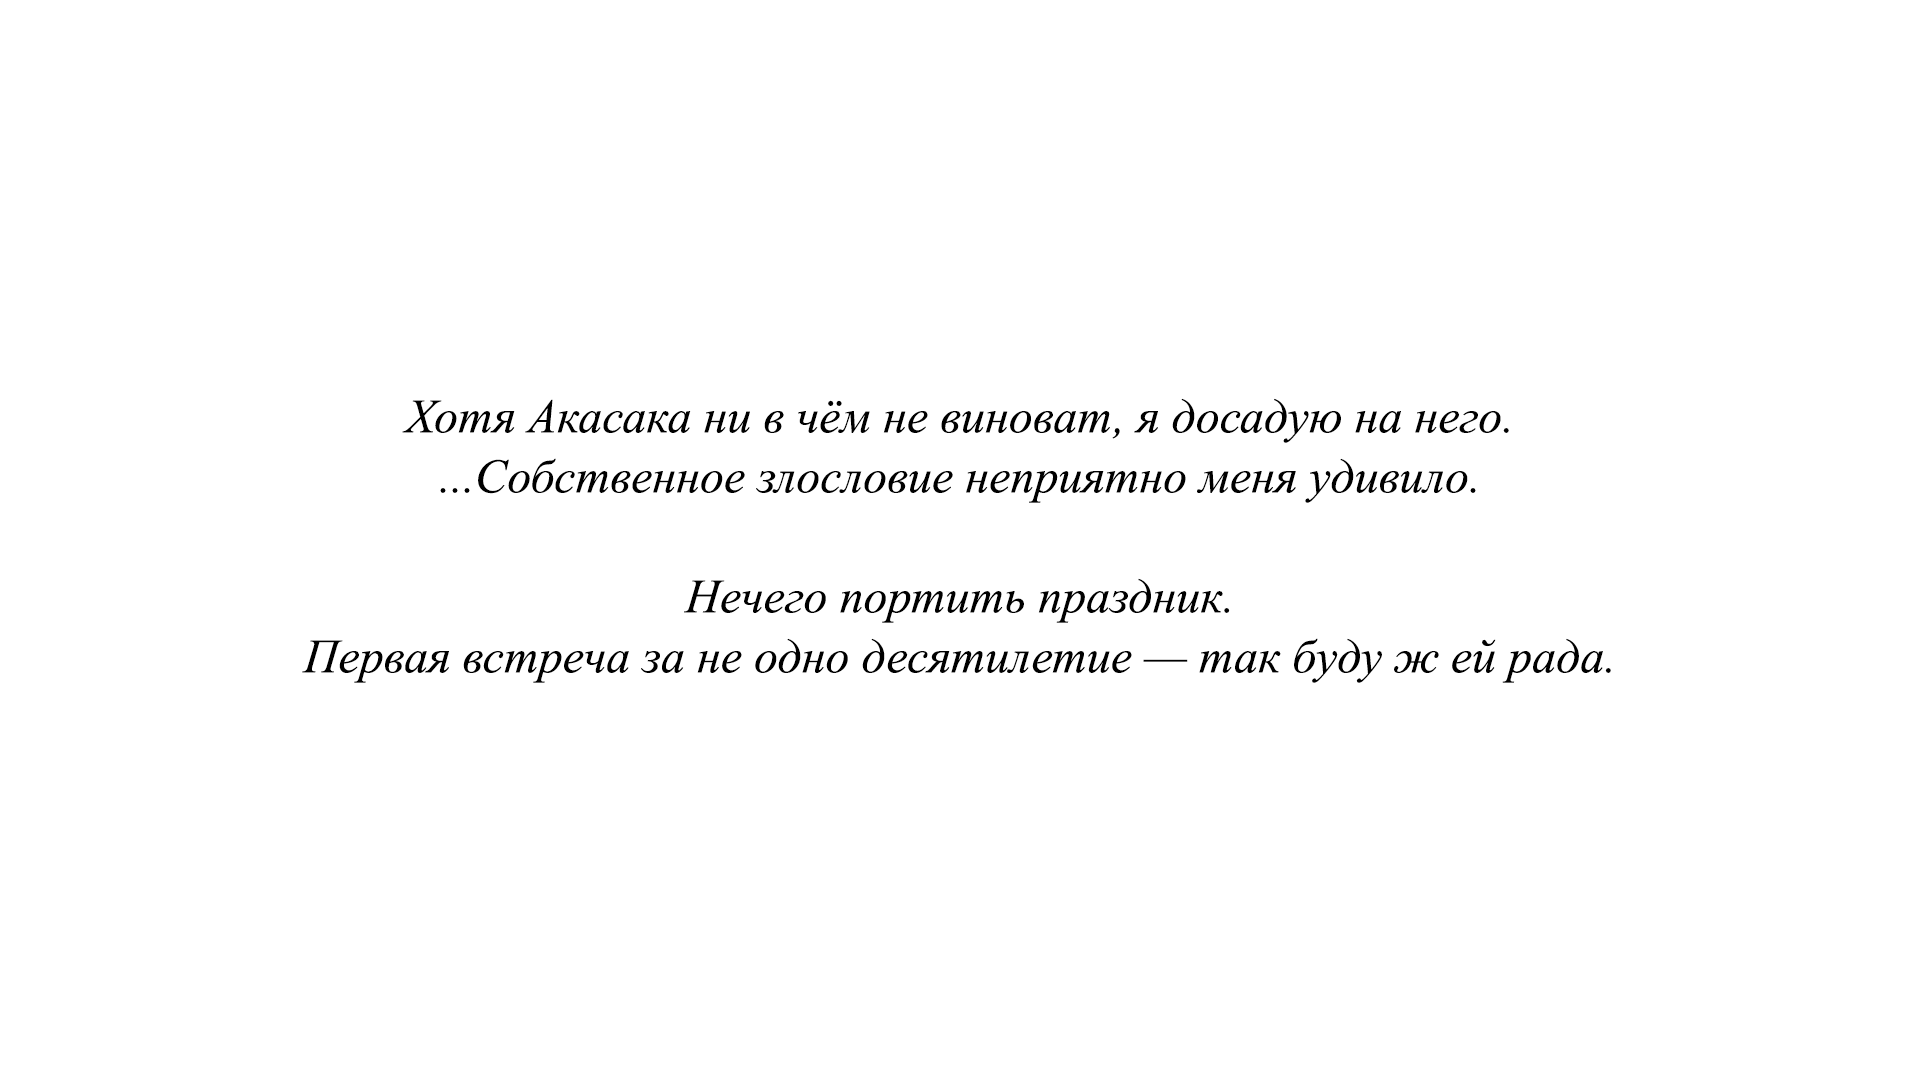 Хотя Акасака ни в чём не виноват, я досадую на него.
...Собственное злословие неприятно меня удивило.
Нечего портить праздник.
Первая встреча за не одно десятилетие — так буду ж ей рада.